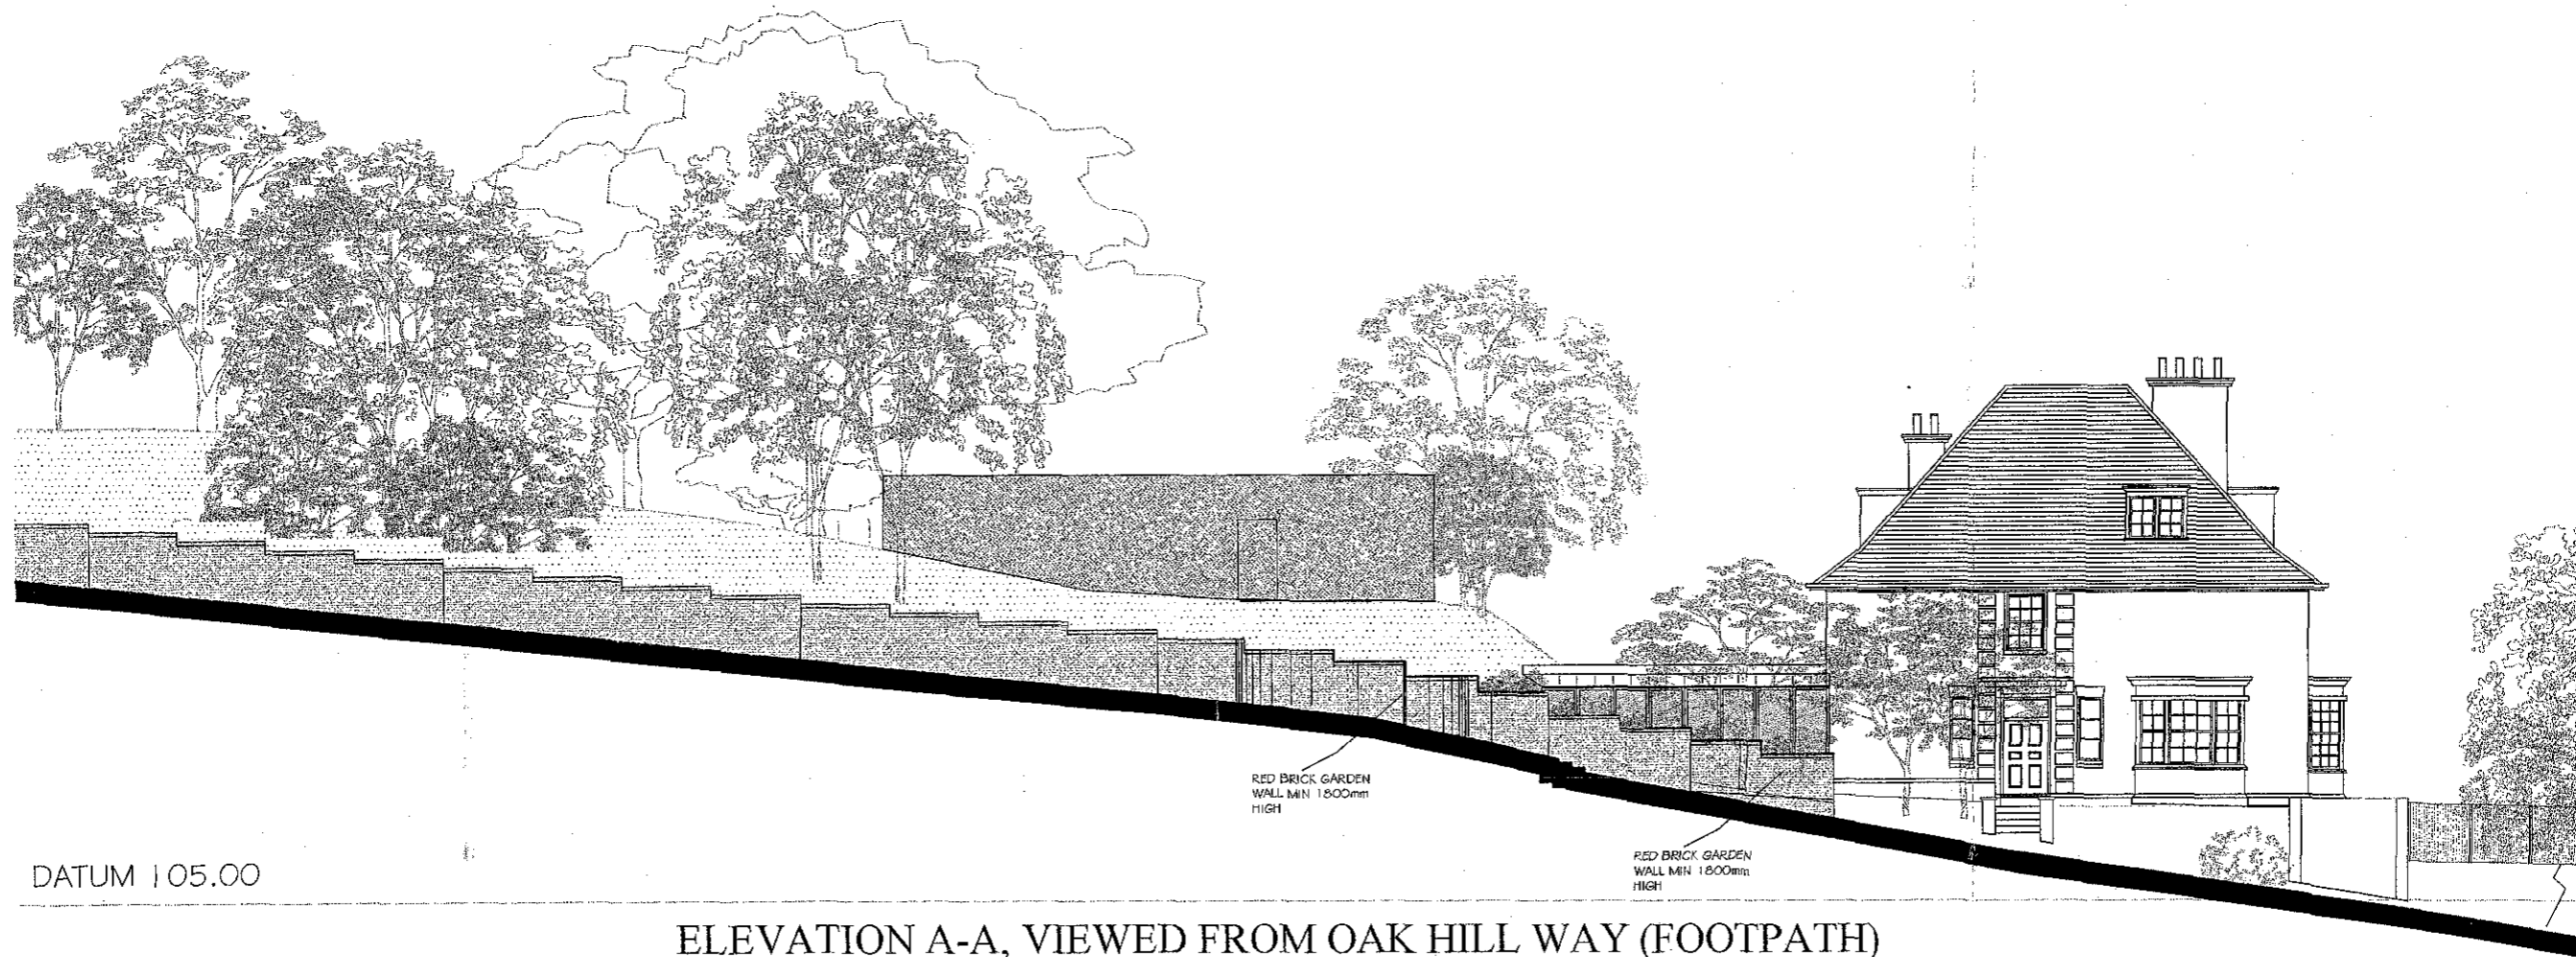 RED BRICK GARDEN
WALL MIN 1800mm
HIGH
RED BRICK GARDEN
WALL MIN 1800mm
HIGH
DATUM 105.00
ELEVATION A-A, VIEWED FROM OAK HILL WAY (FOOTPATH)